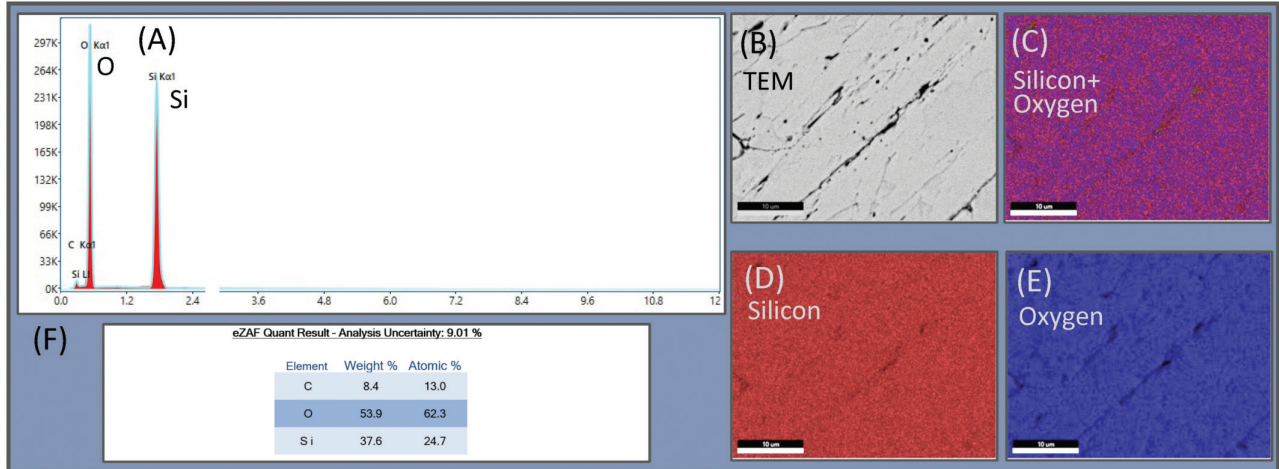 (A)
297K
264K
231K
198K
165K
132K
99K
66K
33K
0K
O Kα1
O
Si Kα1
Si
C Kα1
Si Ll
0.0 1.2 2.4 3.6 4.8 6.0 7.2 8.4 9.6 10.8 12
(B)
TEM
10 um
(C)
Silicon+
Oxygen
10 um
(D)
Silicon
10 um
(E)
Oxygen
10 um
(F)
eZAF Quant Result - Analysis Uncertainty: 9.01 %
Element Weight % Atomic %
C 8.4 13.0
O 53.9 62.3
Si 37.6 24.7